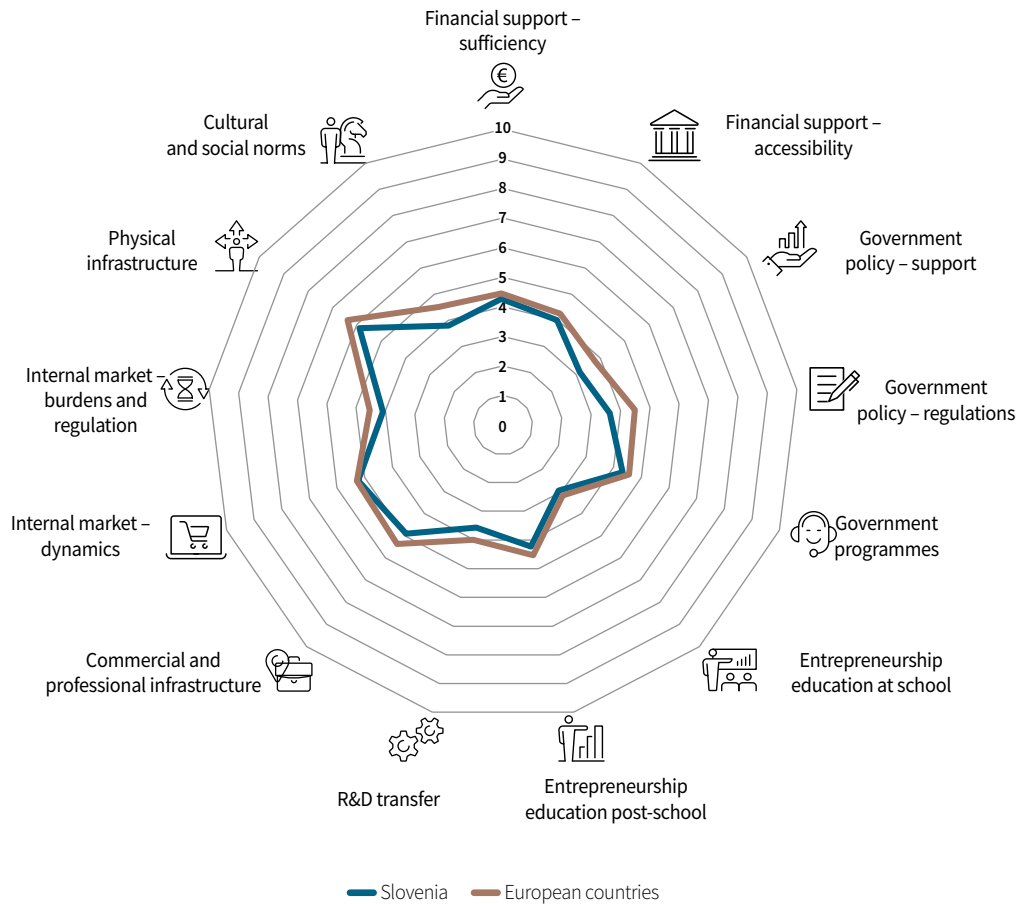 Financial support –
sufficiency
€
Financial support –
accessibility
Government
policy – support
Government
policy – regulations
Government
programmes
Entrepreneurship
education at school
Entrepreneurship
education post-school
R&D transfer
Commercial and
professional infrastructure
Internal market –
dynamics
Internal market –
burdens and
regulation
Physical
infrastructure
Cultural
and social norms
10
9
8
7
6
5
4
3
2
1
0
Slovenia
European countries